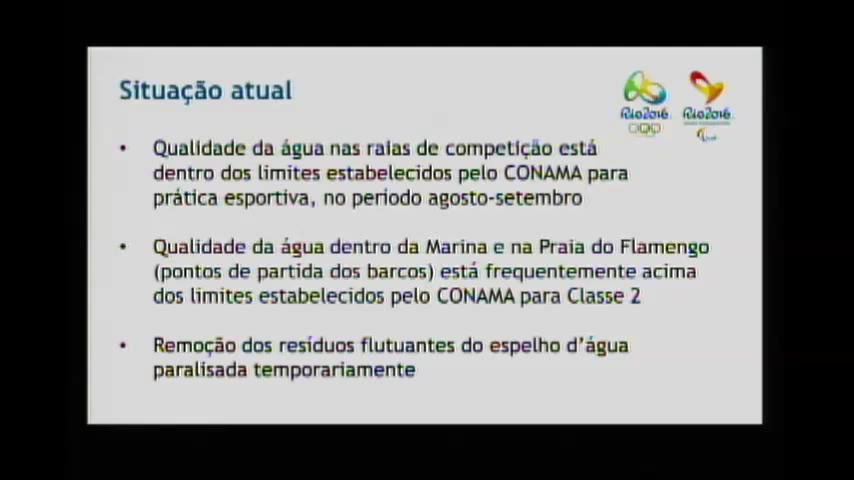 Situação atual
Rio2016
Rio2016
• Qualidade da água nas raias de competição está
dentro dos limites estabelecidos pelo CONAMA para
prática esportiva, no período agosto-setembro
• Qualidade da água dentro da Marina e na Praia do Flamengo
(pontos de partida dos barcos) está frequentemente acima
dos limites estabelecidos pelo CONAMA para Classe 2
• Remoção dos resíduos flutuantes do espelho d'água
paralisada temporariamente